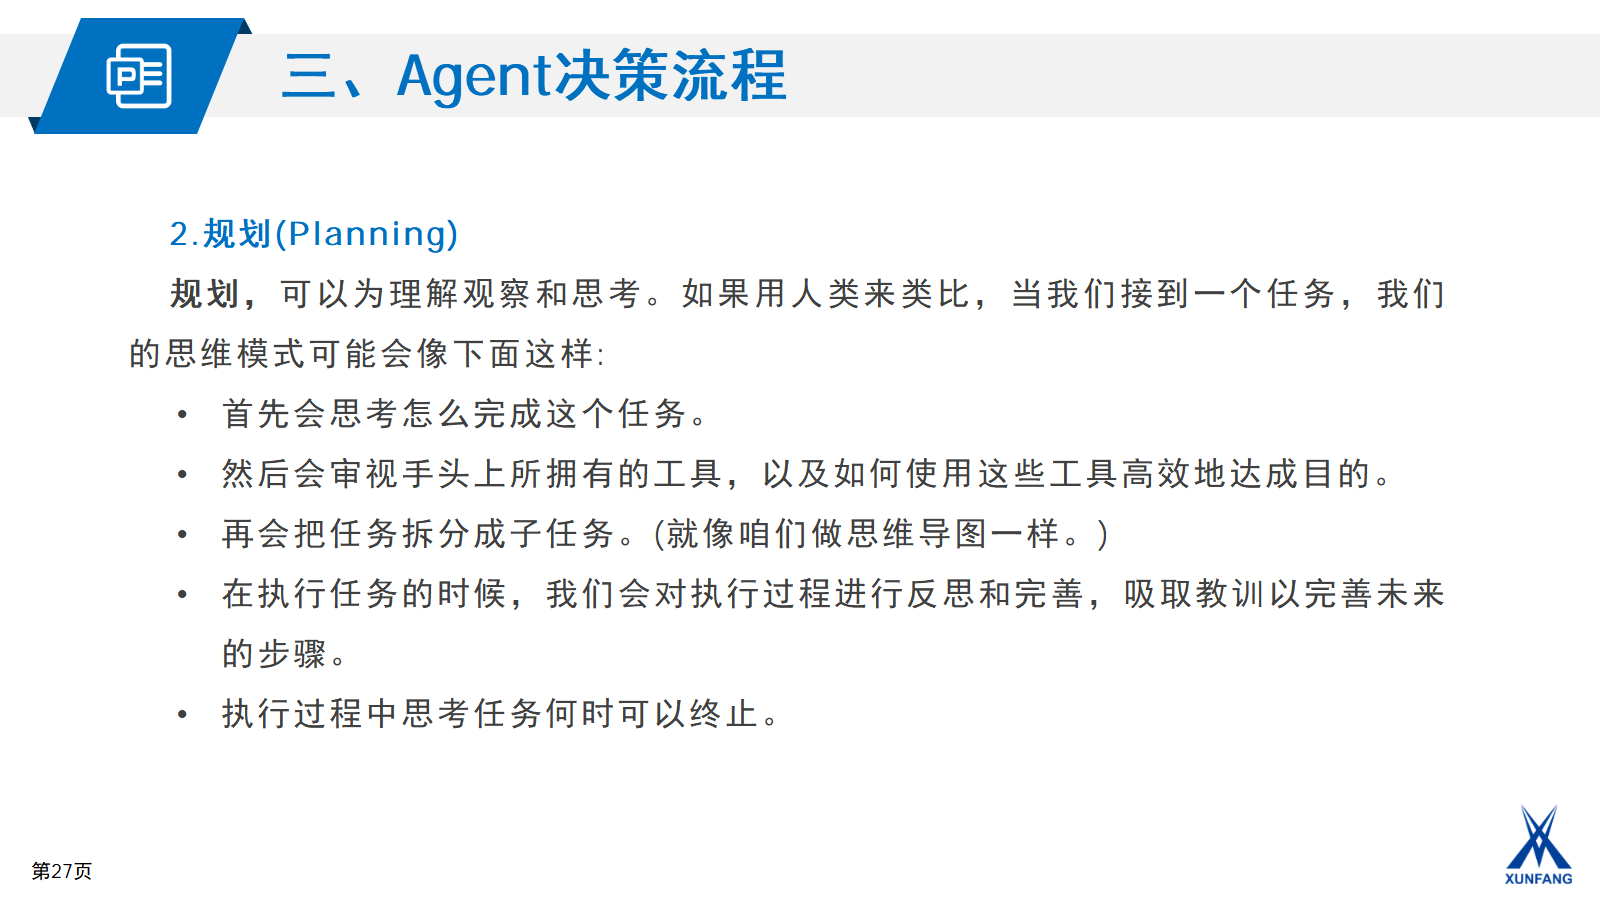 三、Agent决策流程
2.规划(Planning)
规划，可以为理解观察和思考。如果用人类来类比，当我们接到一个任务，我们
的思维模式可能会像下面这样:
• 首先会思考怎么完成这个任务。
• 然后会审视手头上所拥有的工具，以及如何使用这些工具高效地达成目的。
• 再会把任务拆分成子任务。(就像咱们做思维导图一样。)
• 在执行任务的时候，我们会对执行过程进行反思和完善，吸取教训以完善未来
的步骤。
• 执行过程中思考任务何时可以终止。
第27页
XUNFANG